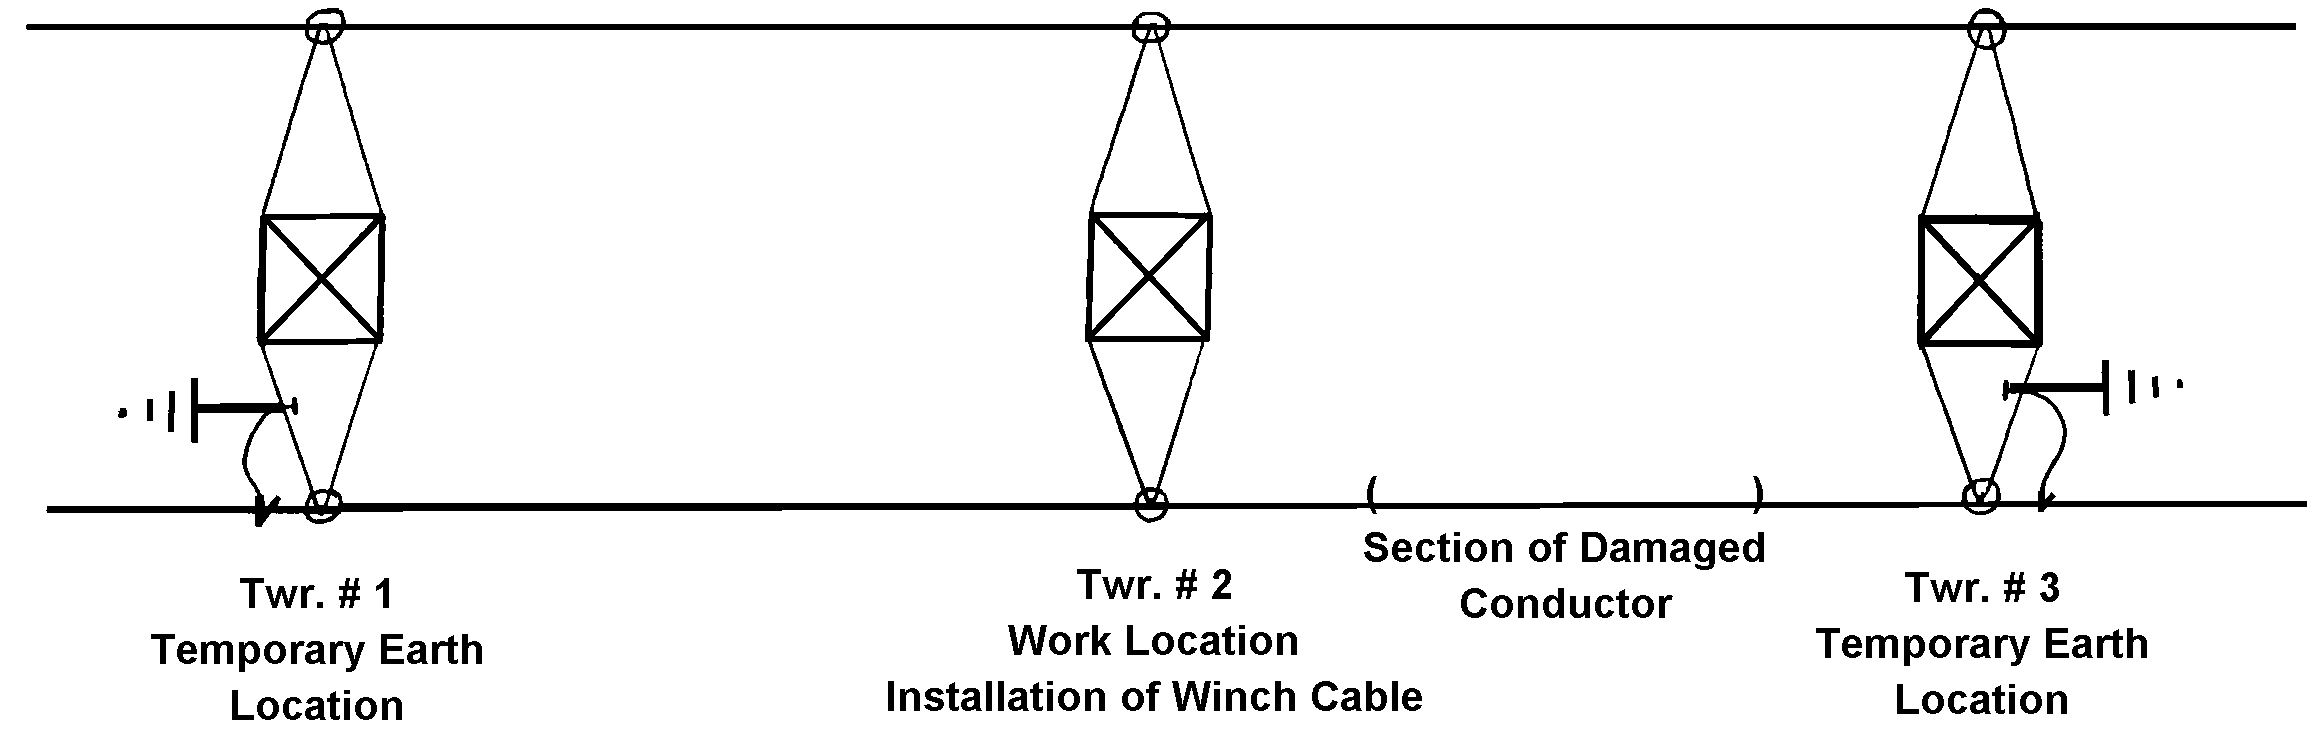 Section of Damaged
Conductor
Twr. # 1
Temporary Earth
Location
Twr. # 2
Work Location
Installation of Winch Cable
Twr. # 3
Temporary Earth
Location